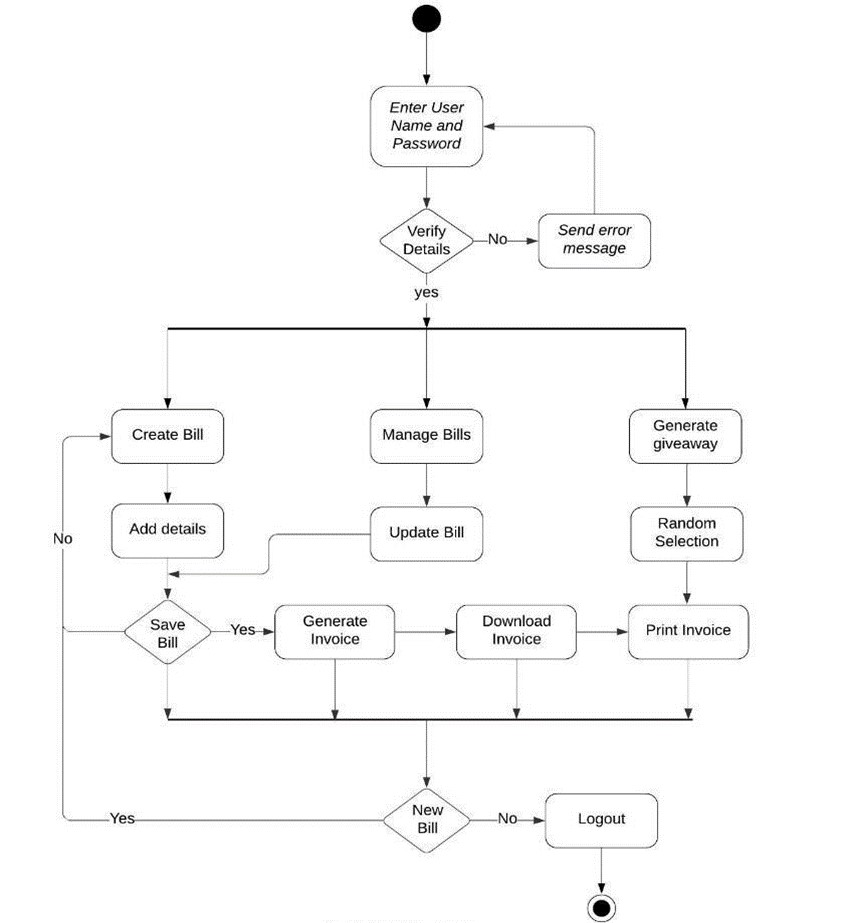 Enter User
Name and
Password
Verify
Details
No
Send error
message
yes
Create Bill
Manage Bills
Generate
giveaway
Add details
Update Bill
Random
Selection
No
Save
Bill
Yes
Generate
Invoice
Download
Invoice
Print Invoice
New
Bill
Yes
No
Logout